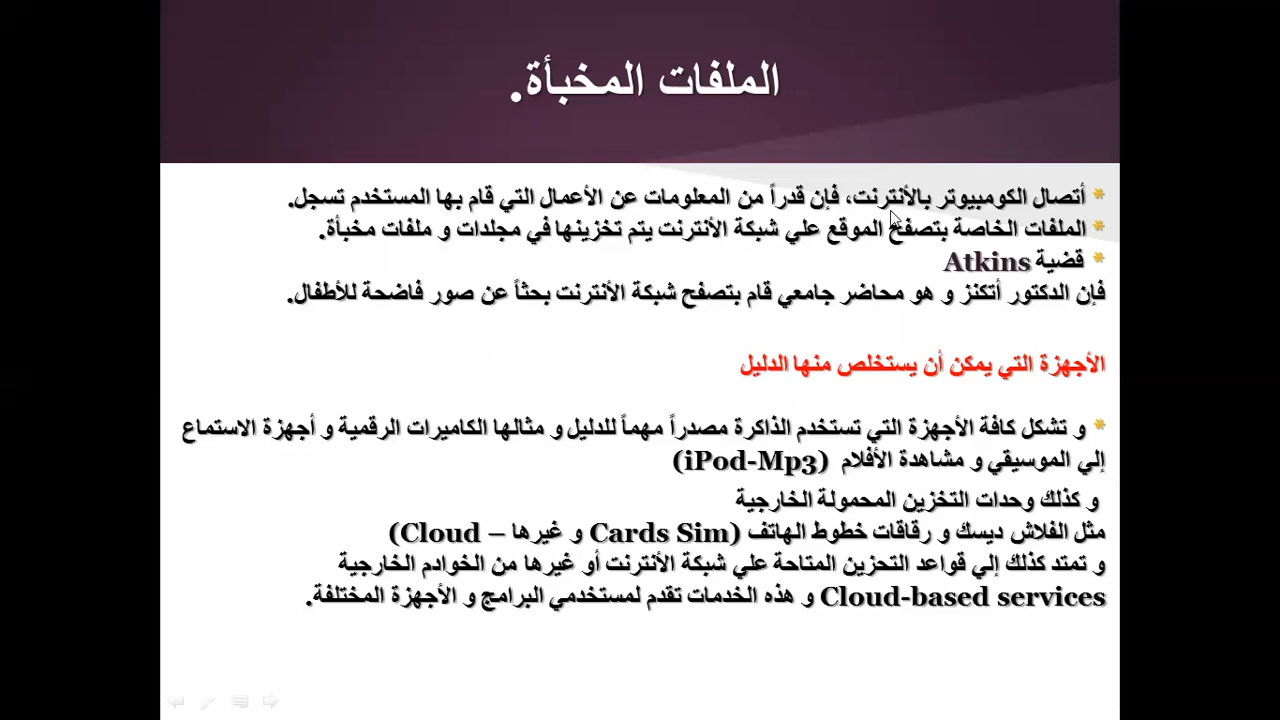 الملفات المخبأة.
* أتصال الكومبيوتر بالأنترنت، فإن قدراً من المعلومات عن الأعمال التي قام بها المستخدم تسجل.
* الملفات الخاصة بتصفح الموقع علي شبكة الأنترنت يتم تخزينها في مجلدات و ملفات مخبأة.
* قضية Atkins
فإن الدكتور أتكنز و هو محاضر جامعي قام بتصفح شبكة الأنترنت بحثاً عن صور فاضحة للأطفال.
الأجهزة التي يمكن أن يستخلص منها الدليل
* و تشكل كافة الأجهزة التي تستخدم الذاكرة مصدراً مهماً للدليل و مثالها الكاميرات الرقمية و أجهزة الاستماع
إلي الموسيقي و مشاهدة الأفلام (iPod-Mp3)
و كذلك وحدات التخزين المحمولة الخارجية
مثل الفلاش ديسك و رقاقات خطوط الهاتف (Cards Sim و غيرها – Cloud)
و تمتد كذلك إلي قواعد التحزين المتاحة علي شبكة الأنترنت أو غيرها من الخوادم الخارجية
Cloud-based services و هذه الخدمات تقدم لمستخدمي البرامج و الأجهزة المختلفة.